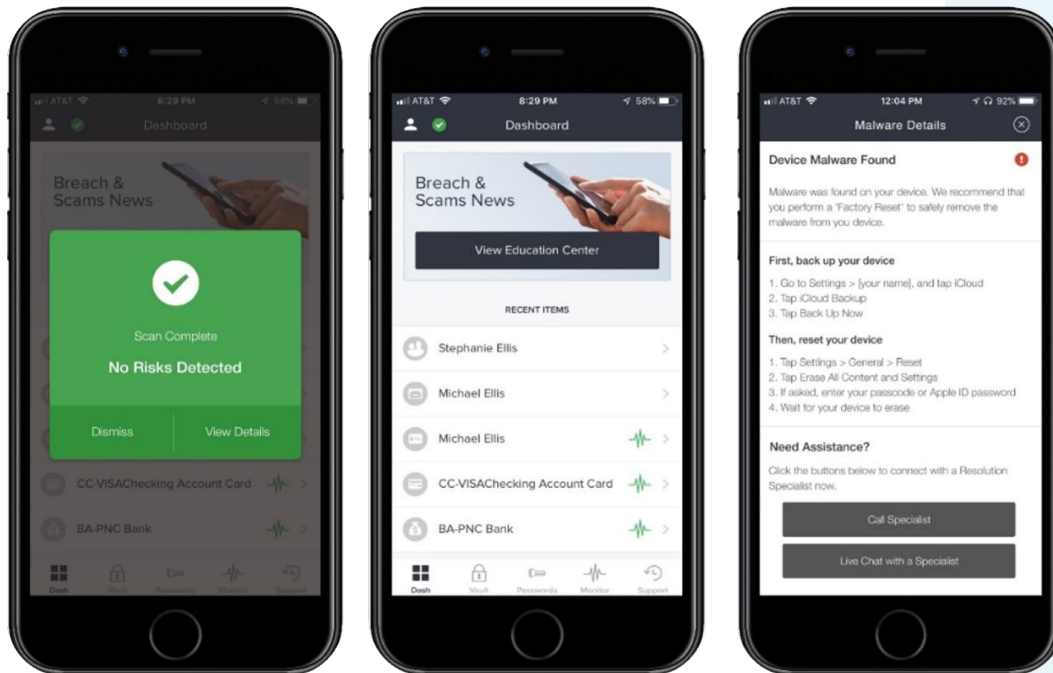 AT&T
8:29 PM
58%
Dashboard
Breach &
Scams News
Scan Complete
No Risks Detected
Dismiss
View Details
CC-VISAChecking Account Card
BA-PNC Bank
Dash
Vault
Passwords
Monitor
Support
AT&T
8:29 PM
58%
Dashboard
Breach &
Scams News
View Education Center
RECENT ITEMS
Stephanie Ellis
Michael Ellis
Michael Ellis
CC-VISAChecking Account Card
BA-PNC Bank
Dash
Vault
Passwords
Monitor
Support
AT&T
12:04 PM
92%
Malware Details
Device Malware Found
Malware was found on your device. We recommend that
you perform a 'Factory Reset' to safely remove the
malware from you device.
First, back up your device
1. Go to Settings > [your name], and tap iCloud
2. Tap iCloud Backup
3. Tap Back Up Now
Then, reset your device
1. Tap Settings > General > Reset
2. Tap Erase All Content and Settings
3. If asked, enter your passcode or Apple ID password
4. Wait for your device to erase
Need Assistance?
Click the buttons below to connect with a Resolution
Specialist now.
Call Specialist
Live Chat with a Specialist